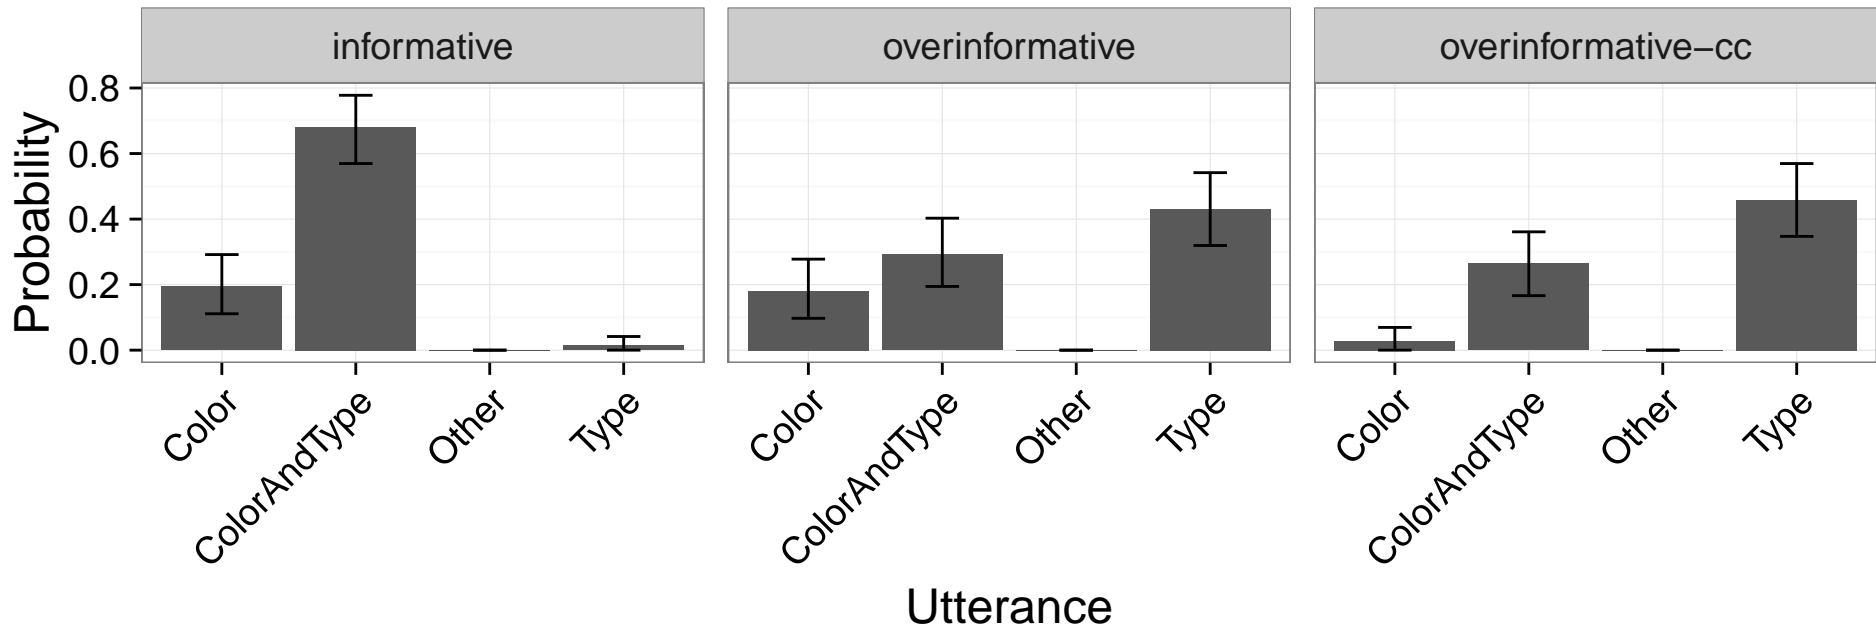 informative
overinformative
overinformative−cc
Probability
0.8
0.6
0.4
0.2
0.0
Color
ColorAndType
Other
Type
Color
ColorAndType
Other
Type
Color
ColorAndType
Other
Type
Utterance